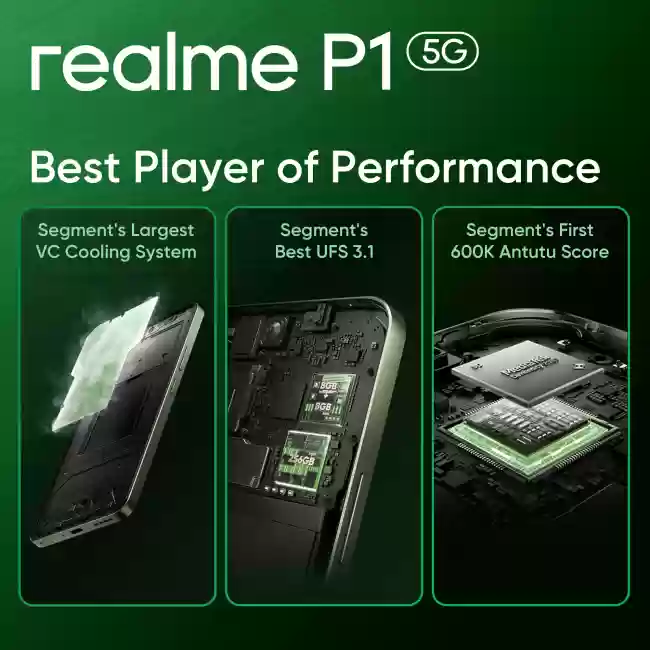 realme P1 5G
Best Player of Performance
Segment's Largest
VC Cooling System
Segment's
Best UFS 3.1
Segment's First
600K Antutu Score
8GB
+
8GB
256GB
MediaTek